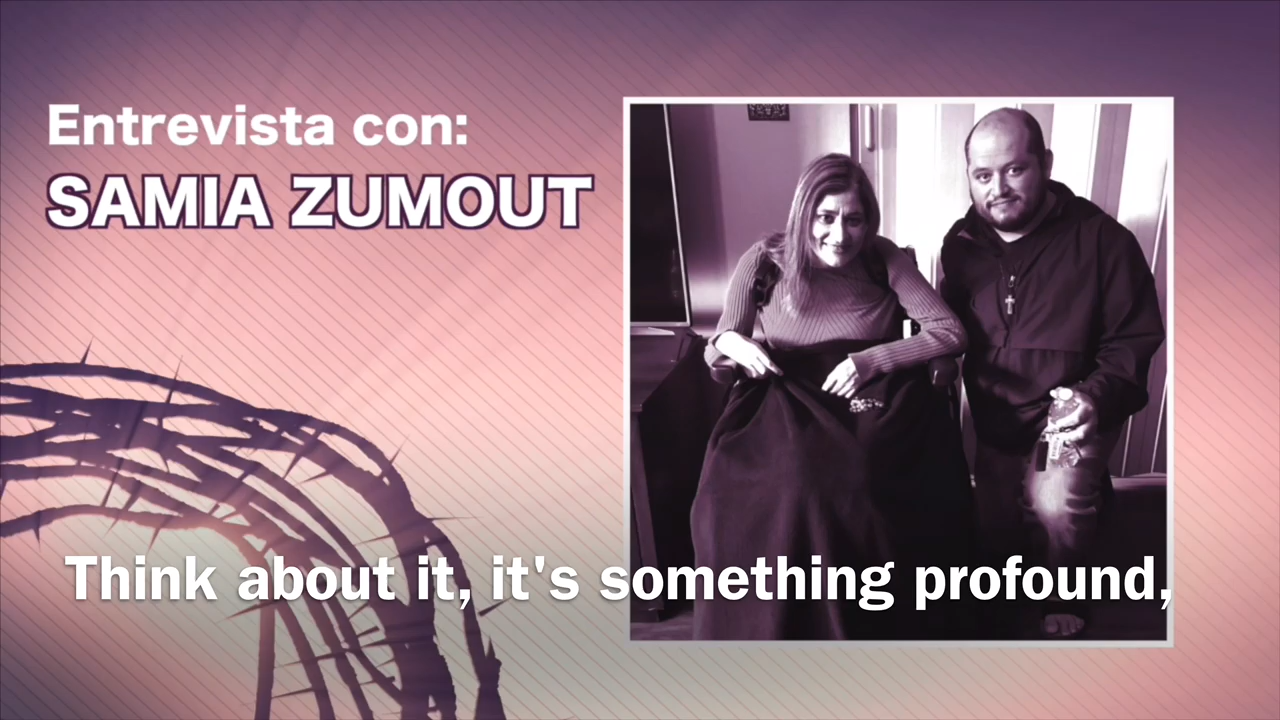 Entrevista con:
SAMIA ZUMOUT
Think about it, it's something profound,